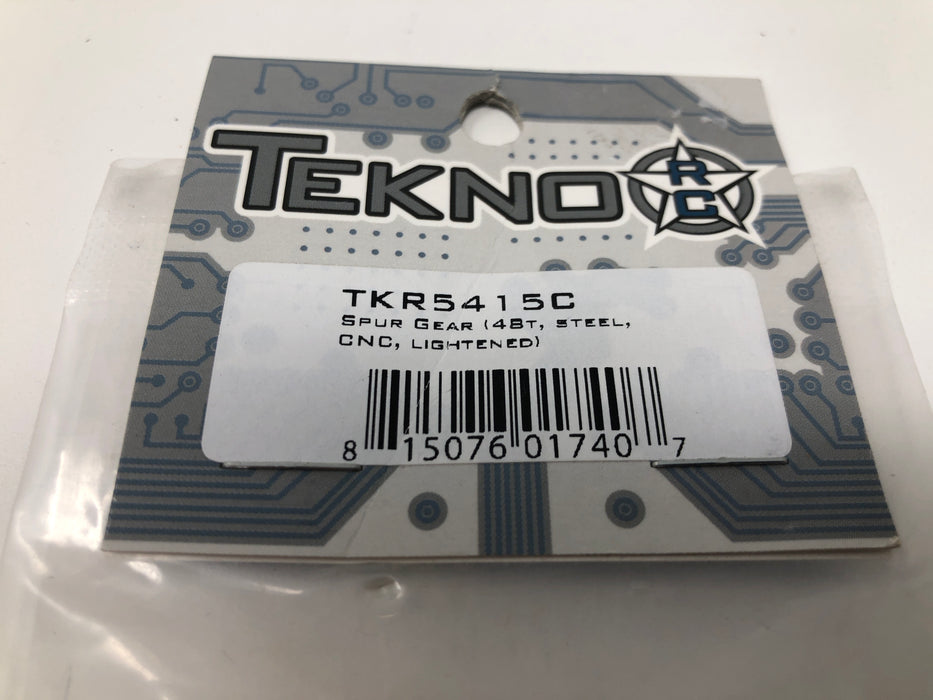 TEKNO RC
TKR5415C
SPUR GEAR (48T, STEEL,
CNC, LIGHTENED)
8 15076 01740 7